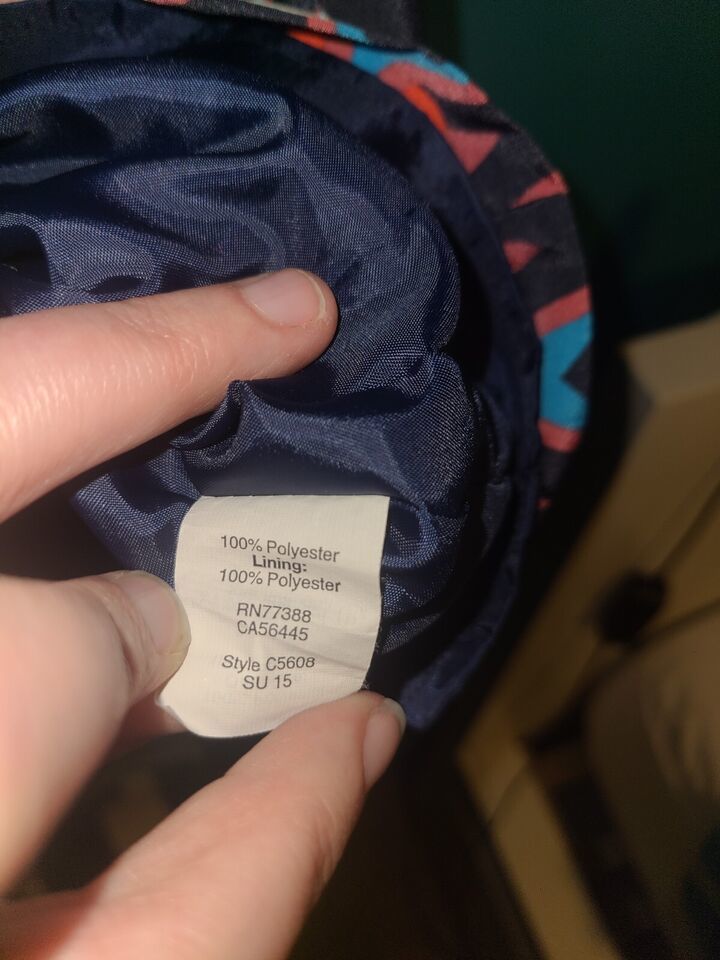 100% Polyester
Lining:
100% Polyester
RN77388
CA56445
Style C5608
SU 15